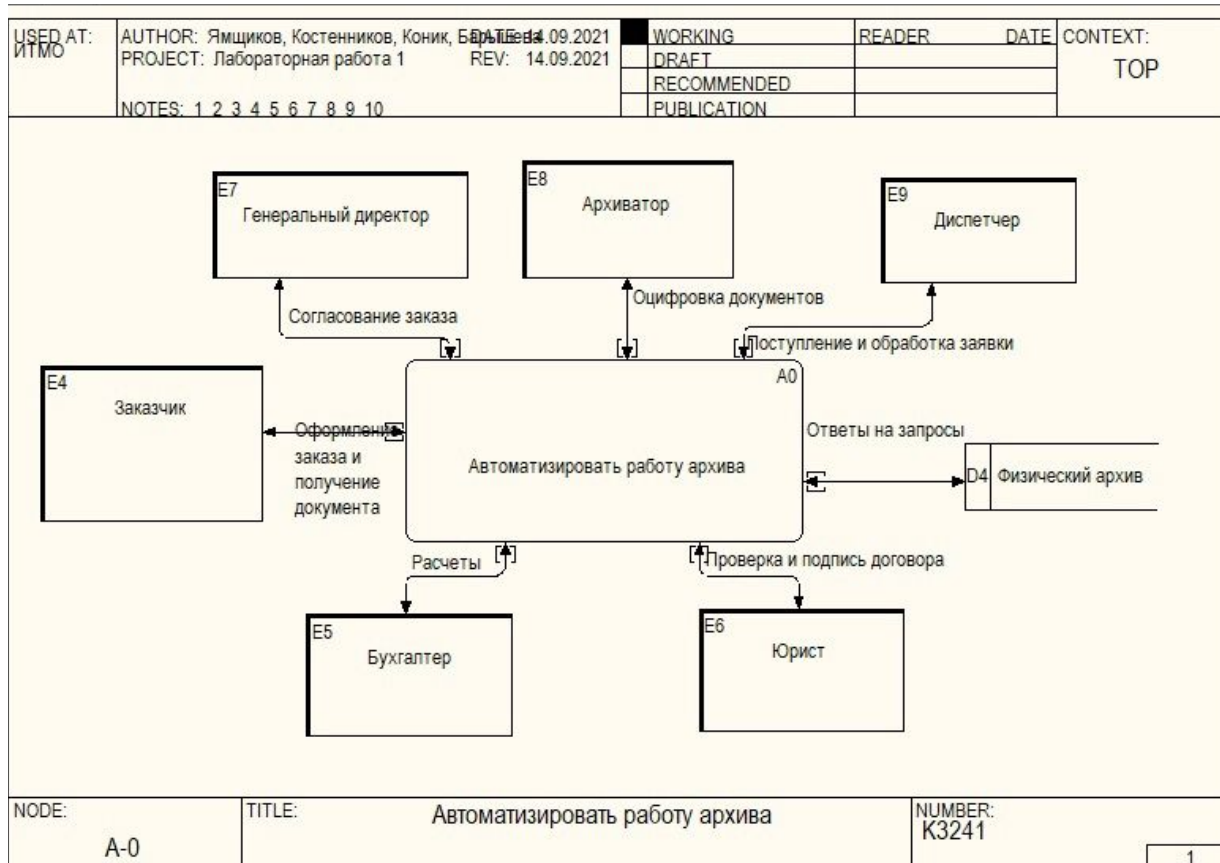 USED AT:
ИТМО
AUTHOR: Ямщиков, Костенников, Коник, Барышева
DATE: 14.09.2021
PROJECT: Лабораторная работа 1
REV: 14.09.2021
NOTES: 1 2 3 4 5 6 7 8 9 10
WORKING
DRAFT
RECOMMENDED
PUBLICATION
READER
DATE
CONTEXT:
TOP
E7
Генеральный директор
E8
Архиватор
E9
Диспетчер
Согласование заказа
Оцифровка документов
Поступление и обработка заявки
E4
Заказчик
Оформление
заказа и
получение
документа
A0
Автоматизировать работу архива
Ответы на запросы
D4 Физический архив
Расчеты
Проверка и подпись договора
E5
Бухгалтер
E6
Юрист
NODE:
A-0
TITLE:
Автоматизировать работу архива
NUMBER:
K3241
1